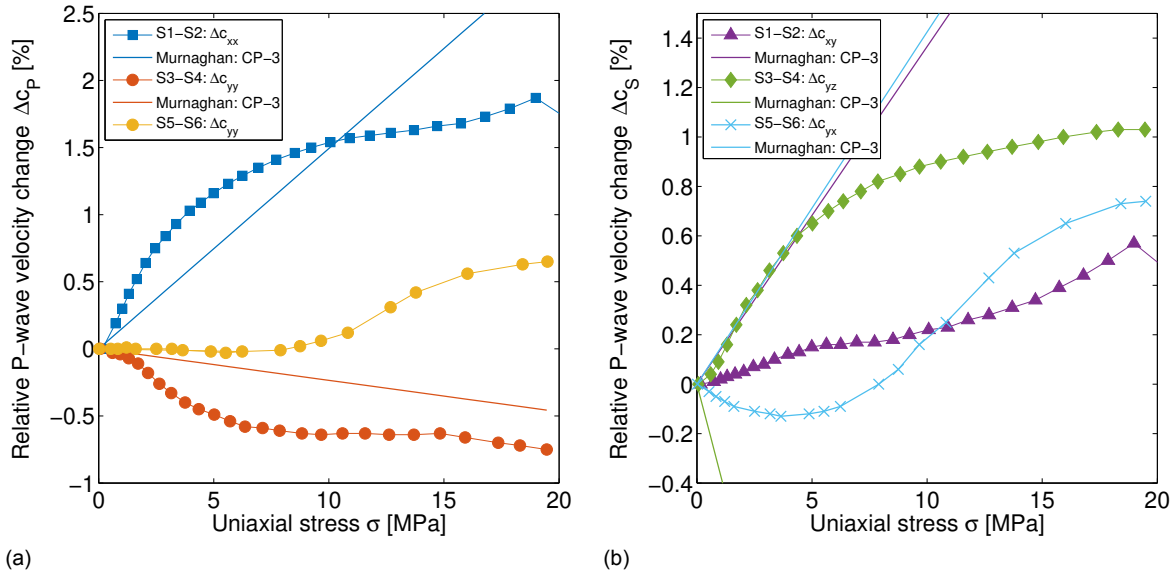 2.5
2
1.5
1
0.5
0
−0.5
−1
0
5
10
15
20
Relative P−wave velocity change Δc_P [%]
Uniaxial stress σ [MPa]
S1−S2: Δc_xx
Murnaghan: CP−3
S3−S4: Δc_yy
Murnaghan: CP−3
S5−S6: Δc_yy
(a)
1.4
1.2
1
0.8
0.6
0.4
0.2
0
−0.2
−0.4
0
5
10
15
20
Relative P−wave velocity change Δc_S [%]
Uniaxial stress σ [MPa]
S1−S2: Δc_xy
Murnaghan: CP−3
S3−S4: Δc_yz
Murnaghan: CP−3
S5−S6: Δc_yx
Murnaghan: CP−3
(b)